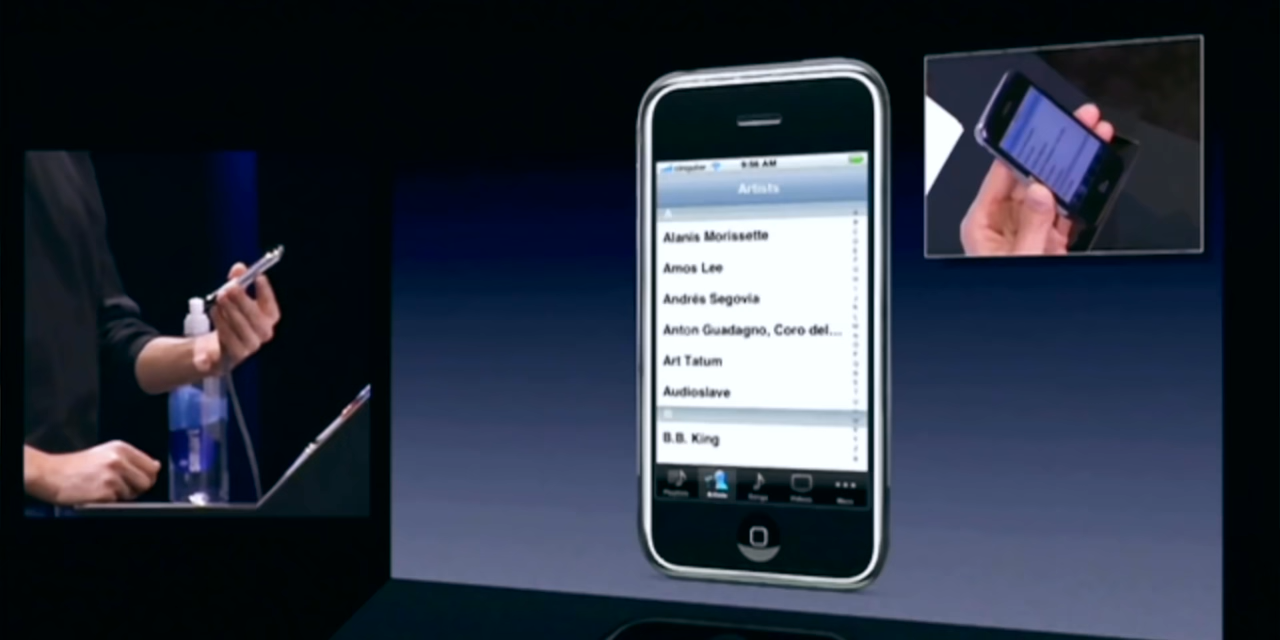 cingular 9:56 AM
Artists
A
Alanis Morissette
Amos Lee
Andrés Segovia
Anton Guadagno, Coro del...
Art Tatum
Audioslave
B
B.B. King
Playlists Artists Songs Videos More